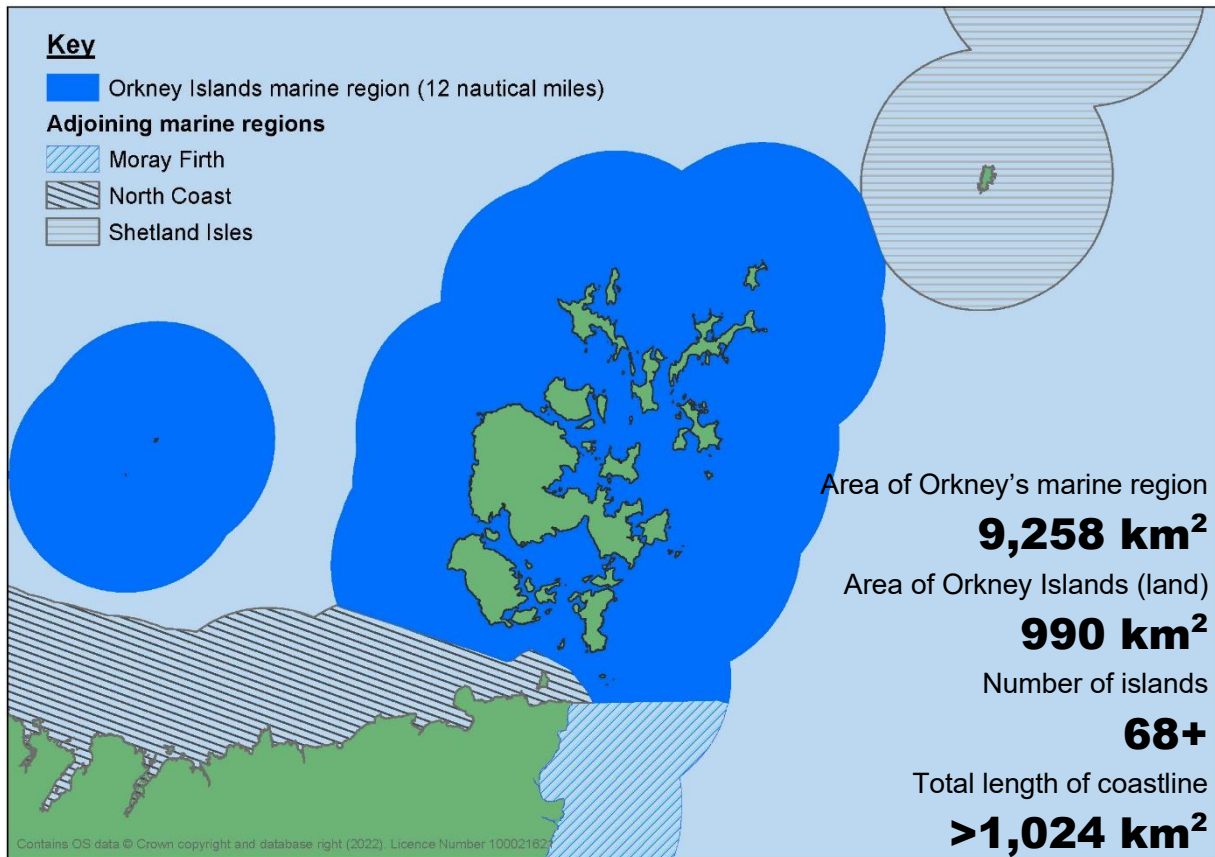 Key
Orkney Islands marine region (12 nautical miles)
Adjoining marine regions
Moray Firth
North Coast
Shetland Isles
Area of Orkney's marine region
9,258 km²
Area of Orkney Islands (land)
990 km²
Number of islands
68+
Total length of coastline
>1,024 km²
Contains OS data © Crown copyright and database right (2022). Licence Number 100021621